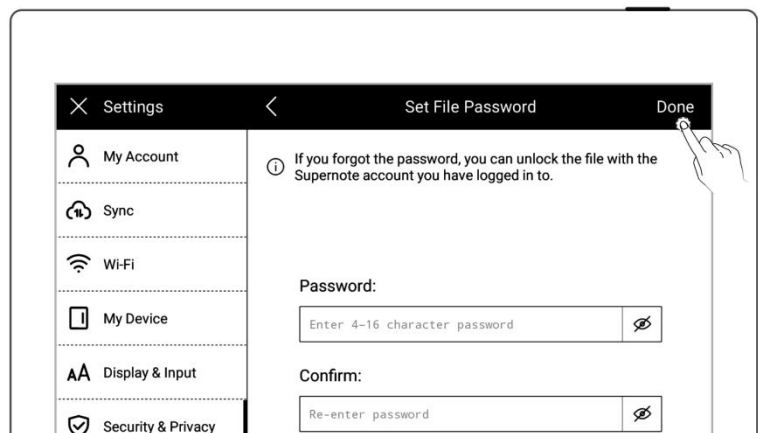 Settings
Set File Password
Done
My Account
Sync
Wi-Fi
My Device
Display & Input
Security & Privacy
If you forgot the password, you can unlock the file with the
Supernote account you have logged in to.
Password:
Enter 4-16 character password
Confirm:
Re-enter password